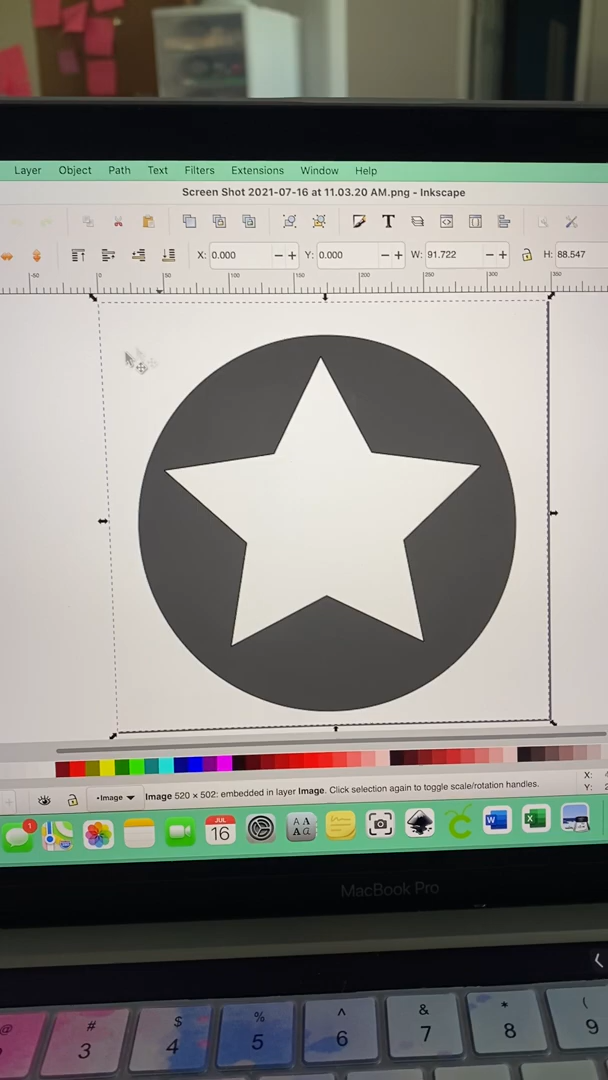 Layer Object Path Text Filters Extensions Window Help
Screen Shot 2021-07-16 at 11.03.20 AM.png - Inkscape
X: 0.000 - + Y: 0.000 - + W: 91.722 - + H: 88.547
-50 0 50 100 150 200 250 300 350
•Image Image 520 × 502: embedded in layer Image. Click selection again to toggle scale/rotation handles.
X:
Y:
1
JUL
16
A A
A G
W
X
MacBook Pro
@ # $ % ^ & * (
3 4 5 6 7 8 9